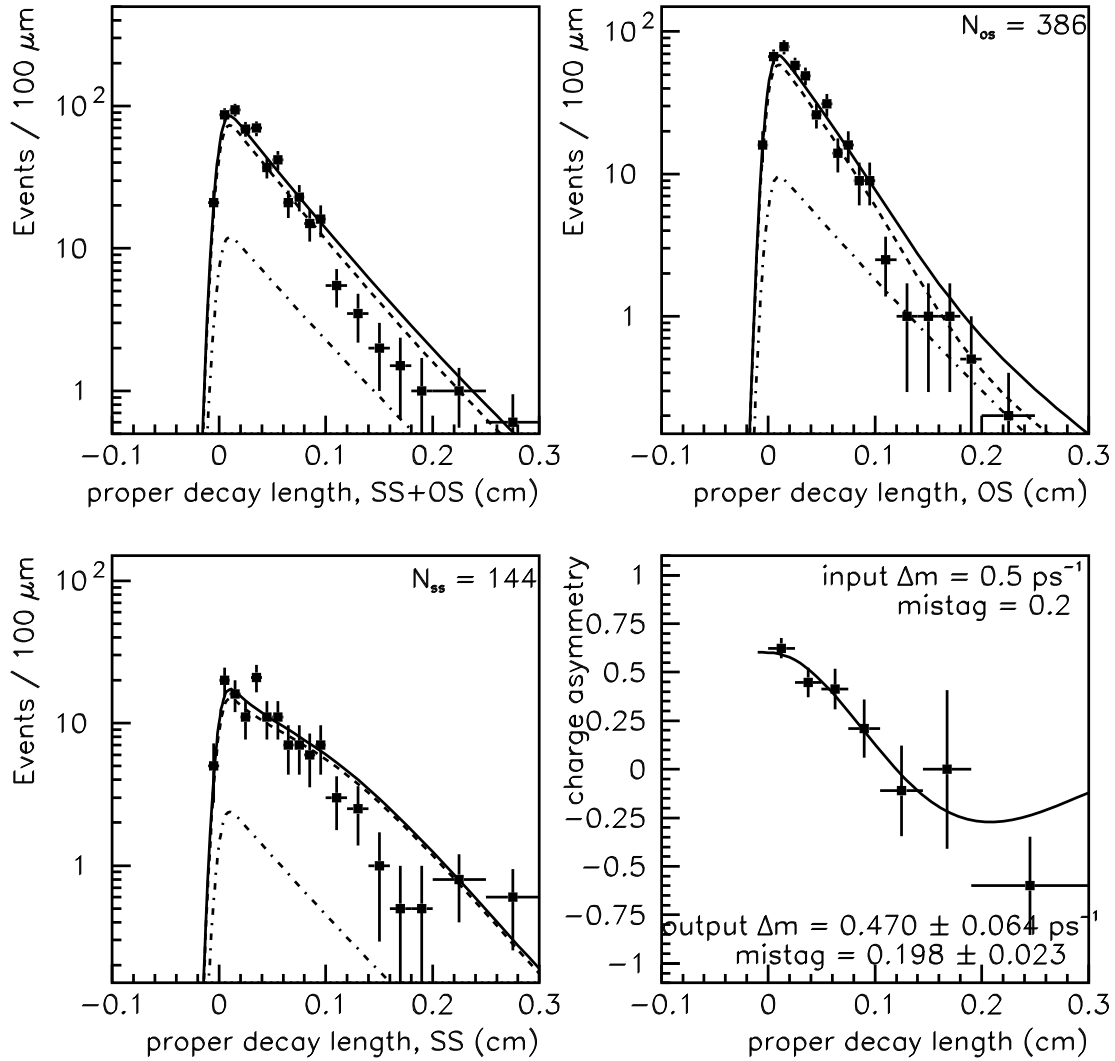 Events / 100 μm
10²
10
1
−0.1
0
0.1
0.2
0.3
proper decay length, SS+OS (cm)
Events / 100 μm
N_os = 386
10²
10
1
−0.1
0
0.1
0.2
0.3
proper decay length, OS (cm)
Events / 100 μm
N_ss = 144
10²
10
1
−0.1
0
0.1
0.2
0.3
proper decay length, SS (cm)
charge asymmetry
input Δm = 0.5 ps⁻¹
mistag = 0.2
1
0.75
0.5
0.25
0
−0.25
−0.5
−0.75
−1
output Δm = 0.470 ± 0.064 ps⁻¹
mistag = 0.198 ± 0.023
−0.1
0
0.1
0.2
0.3
proper decay length (cm)